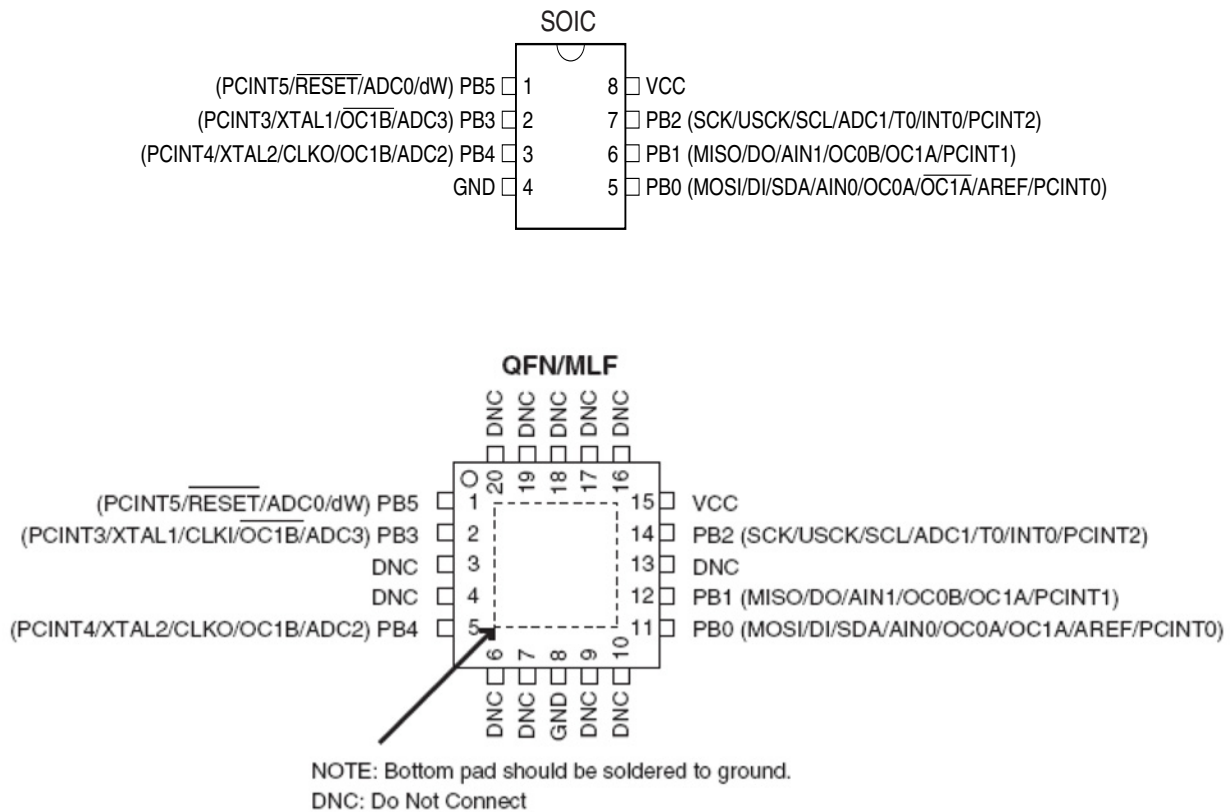 SOIC
(PCINT5/RESET/ADC0/dW) PB5 1 8 VCC
(PCINT3/XTAL1/OC1B/ADC3) PB3 2 7 PB2 (SCK/USCK/SCL/ADC1/T0/INT0/PCINT2)
(PCINT4/XTAL2/CLKO/OC1B/ADC2) PB4 3 6 PB1 (MISO/DO/AIN1/OC0B/OC1A/PCINT1)
GND 4 5 PB0 (MOSI/DI/SDA/AIN0/OC0A/OC1A/AREF/PCINT0)
QFN/MLF
DNC DNC DNC DNC DNC
20 19 18 17 16
(PCINT5/RESET/ADC0/dW) PB5 1 15 VCC
(PCINT3/XTAL1/CLKI/OC1B/ADC3) PB3 2 14 PB2 (SCK/USCK/SCL/ADC1/T0/INT0/PCINT2)
DNC 3 13 DNC
DNC 4 12 PB1 (MISO/DO/AIN1/OC0B/OC1A/PCINT1)
(PCINT4/XTAL2/CLKO/OC1B/ADC2) PB4 5 11 PB0 (MOSI/DI/SDA/AIN0/OC0A/OC1A/AREF/PCINT0)
6 7 8 9 10
DNC DNC GND DNC DNC
NOTE: Bottom pad should be soldered to ground.
DNC: Do Not Connect